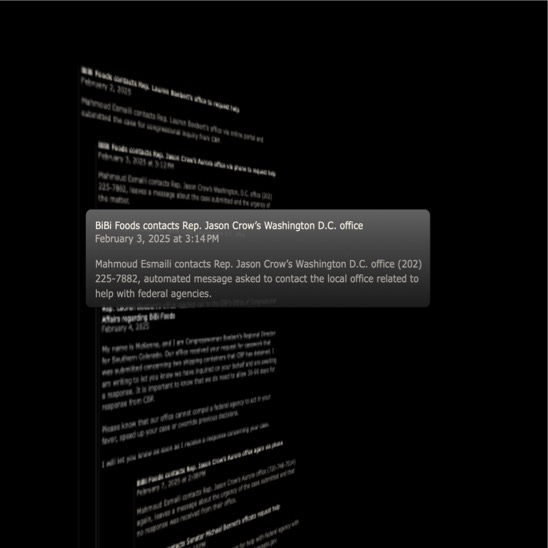 BiBi Foods contacts Rep. Lauren Boebert's office to request help
February 2, 2025
Mahmoud Esmaili contacts Rep. Lauren Boebert's office via online portal and
submitted the case for congressional inquiry from CBP.
BiBi Foods contacts Rep. Jason Crow's Aurora office via phone to request help
February 3, 2025 at 3:12PM
Mahmoud Esmaili contacts Rep. Jason Crow's Washington, D.C. office (202)
225-7882, leaves a message about the case submitted and the urgency of
the matter.
BiBi Foods contacts Rep. Jason Crow’s Washington D.C. office
February 3, 2025 at 3:14 PM
Mahmoud Esmaili contacts Rep. Jason Crow’s Washington D.C. office (202)
225-7882, automated message asked to contact the local office related to
help with federal agencies.
Rep. Lauren Boebert's office
Affairs regarding BiBi Foods
February 4, 2025
My name is McKenna, and I am Congresswoman Boebert's Regional Director
for Southern Colorado. Our office received your request for casework that
was submitted concerning two shipping containers that CBP has detained. I
am writing to let you know we have inquired on your behalf and are awaiting
a response. It is important to know that we do need to allow 30-60 days for
response from CBP.
Please know that our office cannot compel a federal agency to act in your
favor, speed up your case or override previous decisions.
I will let you know as soon as I receive a response concerning your case.
BiBi Foods contacts Rep. Jason Crow's Aurora office again via phone
February 7, 2025 at 2:08PM
Mahmoud Esmaili contacts Rep. Jason Crow's Aurora office
again, leaves a message about the urgency of the case submitted and that
no response was received from their office.
contacts Senator Michael Bennet's offices request help
for help with federal agency with